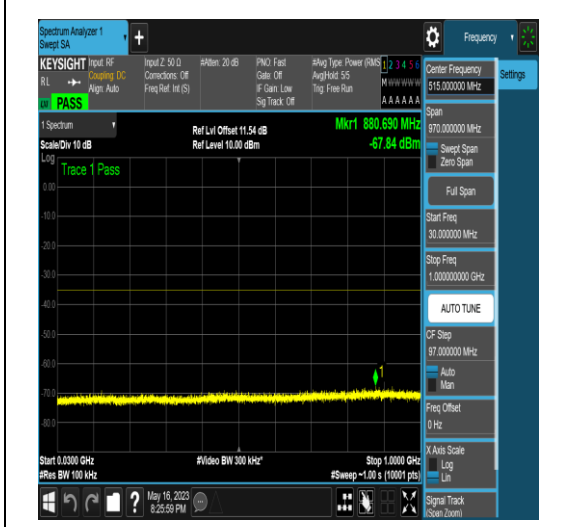 Spectrum Analyzer 1
Swept SA
Frequency
KEYSIGHT
RL
PASS
Input: RF
Coupling: DC
Align: Auto
Input Z: 50 Ω
Corrections: Off
Freq Ref: Int (S)
#Atten: 20 dB
PNO: Fast
Gate: Off
IF Gain: Low
Sig Track: Off
#Avg Type: Power (RMS
Avg|Hold: 5/5
Trig: Free Run
1 2 3 4 5 6
M W W W W W
A A A A A A
1 Spectrum
Scale/Div 10 dB
Log
Ref Lvl Offset 11.54 dB
Ref Level 10.00 dBm
Mkr1 880.690 MHz
-67.84 dBm
Trace 1 Pass
0.00
-10.0
-20.0
-30.0
-40.0
-50.0
-60.0
-70.0
-80.0
1
Start 0.0300 GHz
#Res BW 100 kHz
#Video BW 300 kHz*
Stop 1.0000 GHz
#Sweep ~1.00 s (10001 pts)
May 16, 2023
8:25:59 PM
Center Frequency
515.000000 MHz
Settings
Span
970.000000 MHz
Swept Span
Zero Span
Full Span
Start Freq
30.000000 MHz
Stop Freq
1.000000000 GHz
AUTO TUNE
CF Step
97.000000 MHz
Auto
Man
Freq Offset
0 Hz
X Axis Scale
Log
Lin
Signal Track
(Span Zoom)